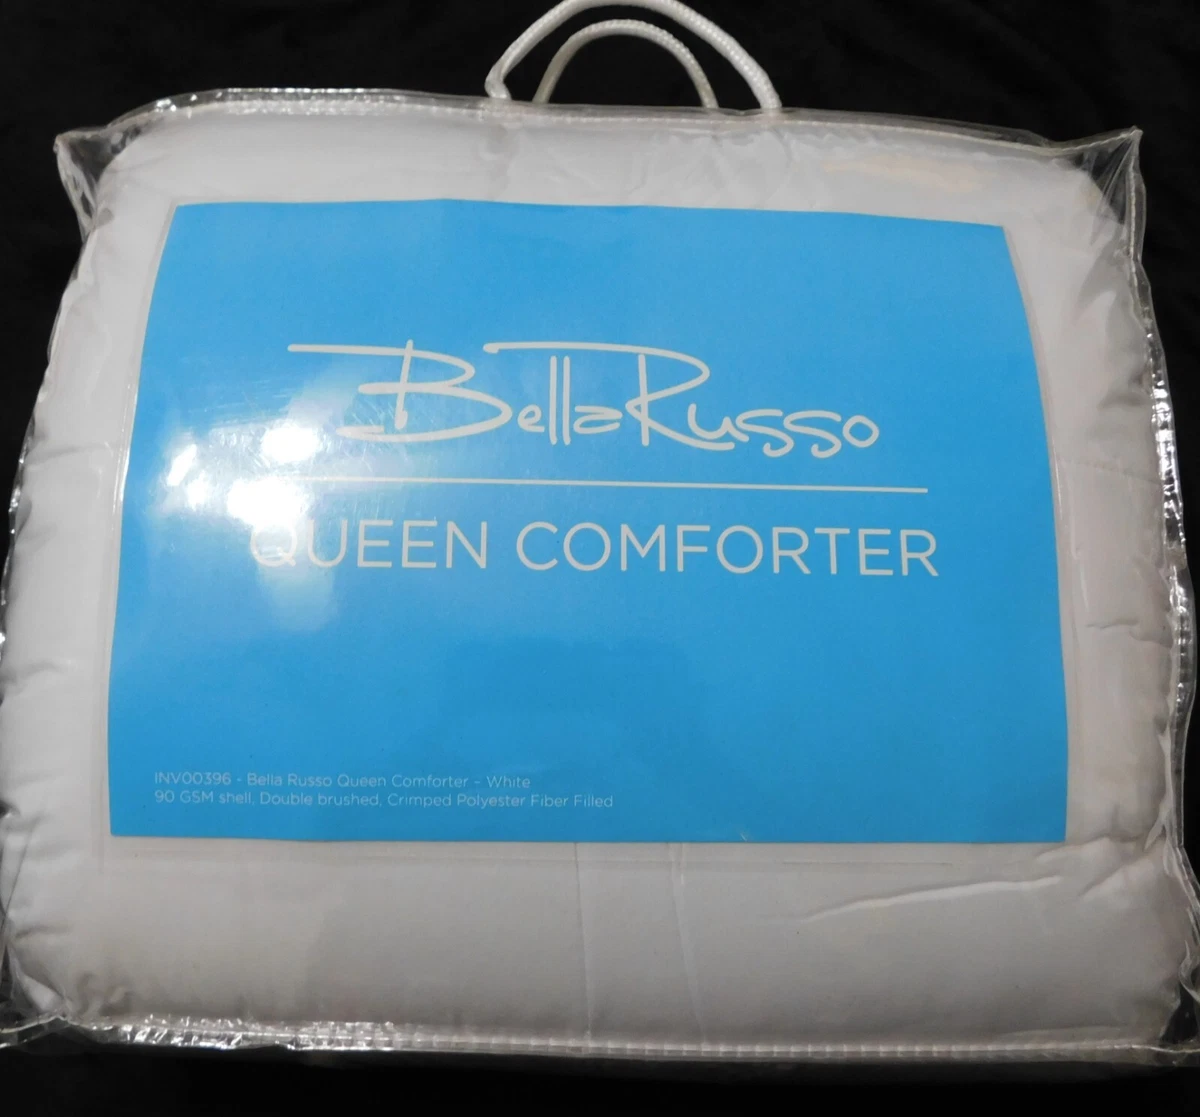 BellaRusso
QUEEN COMFORTER
INV00396 - Bella Russo Queen Comforter – White
90 GSM shell, Double brushed, Crimped Polyester Fiber Filled